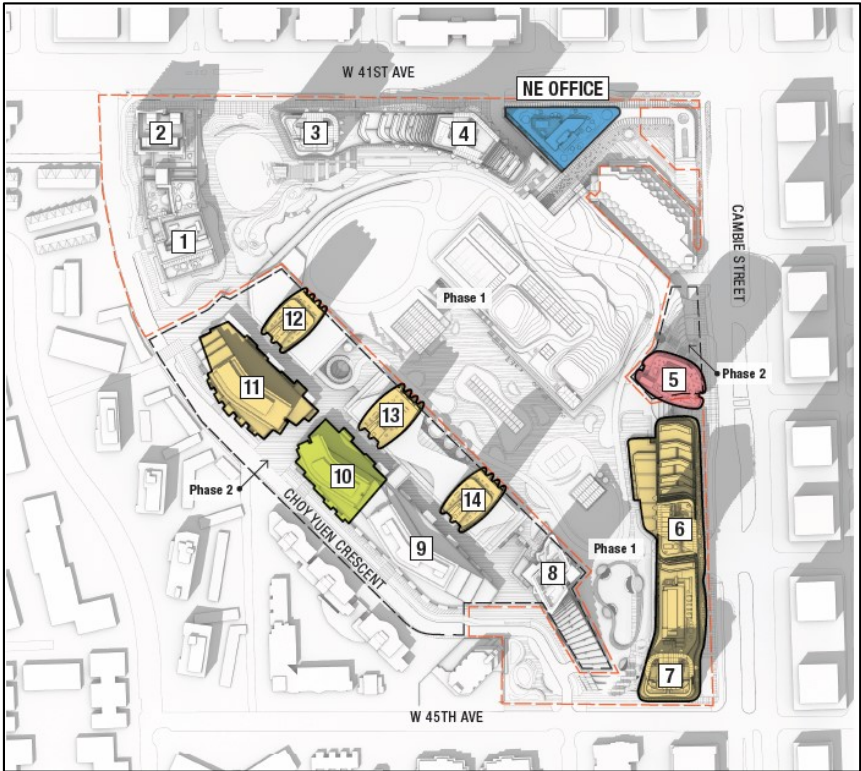 W 41ST AVE
NE OFFICE
2
3
4
1
CAMBIE STREET
Phase 1
12
11
5
Phase 2
13
10
Phase 2
14
6
9
CHOY YUEN CRESCENT
Phase 1
8
7
W 45TH AVE